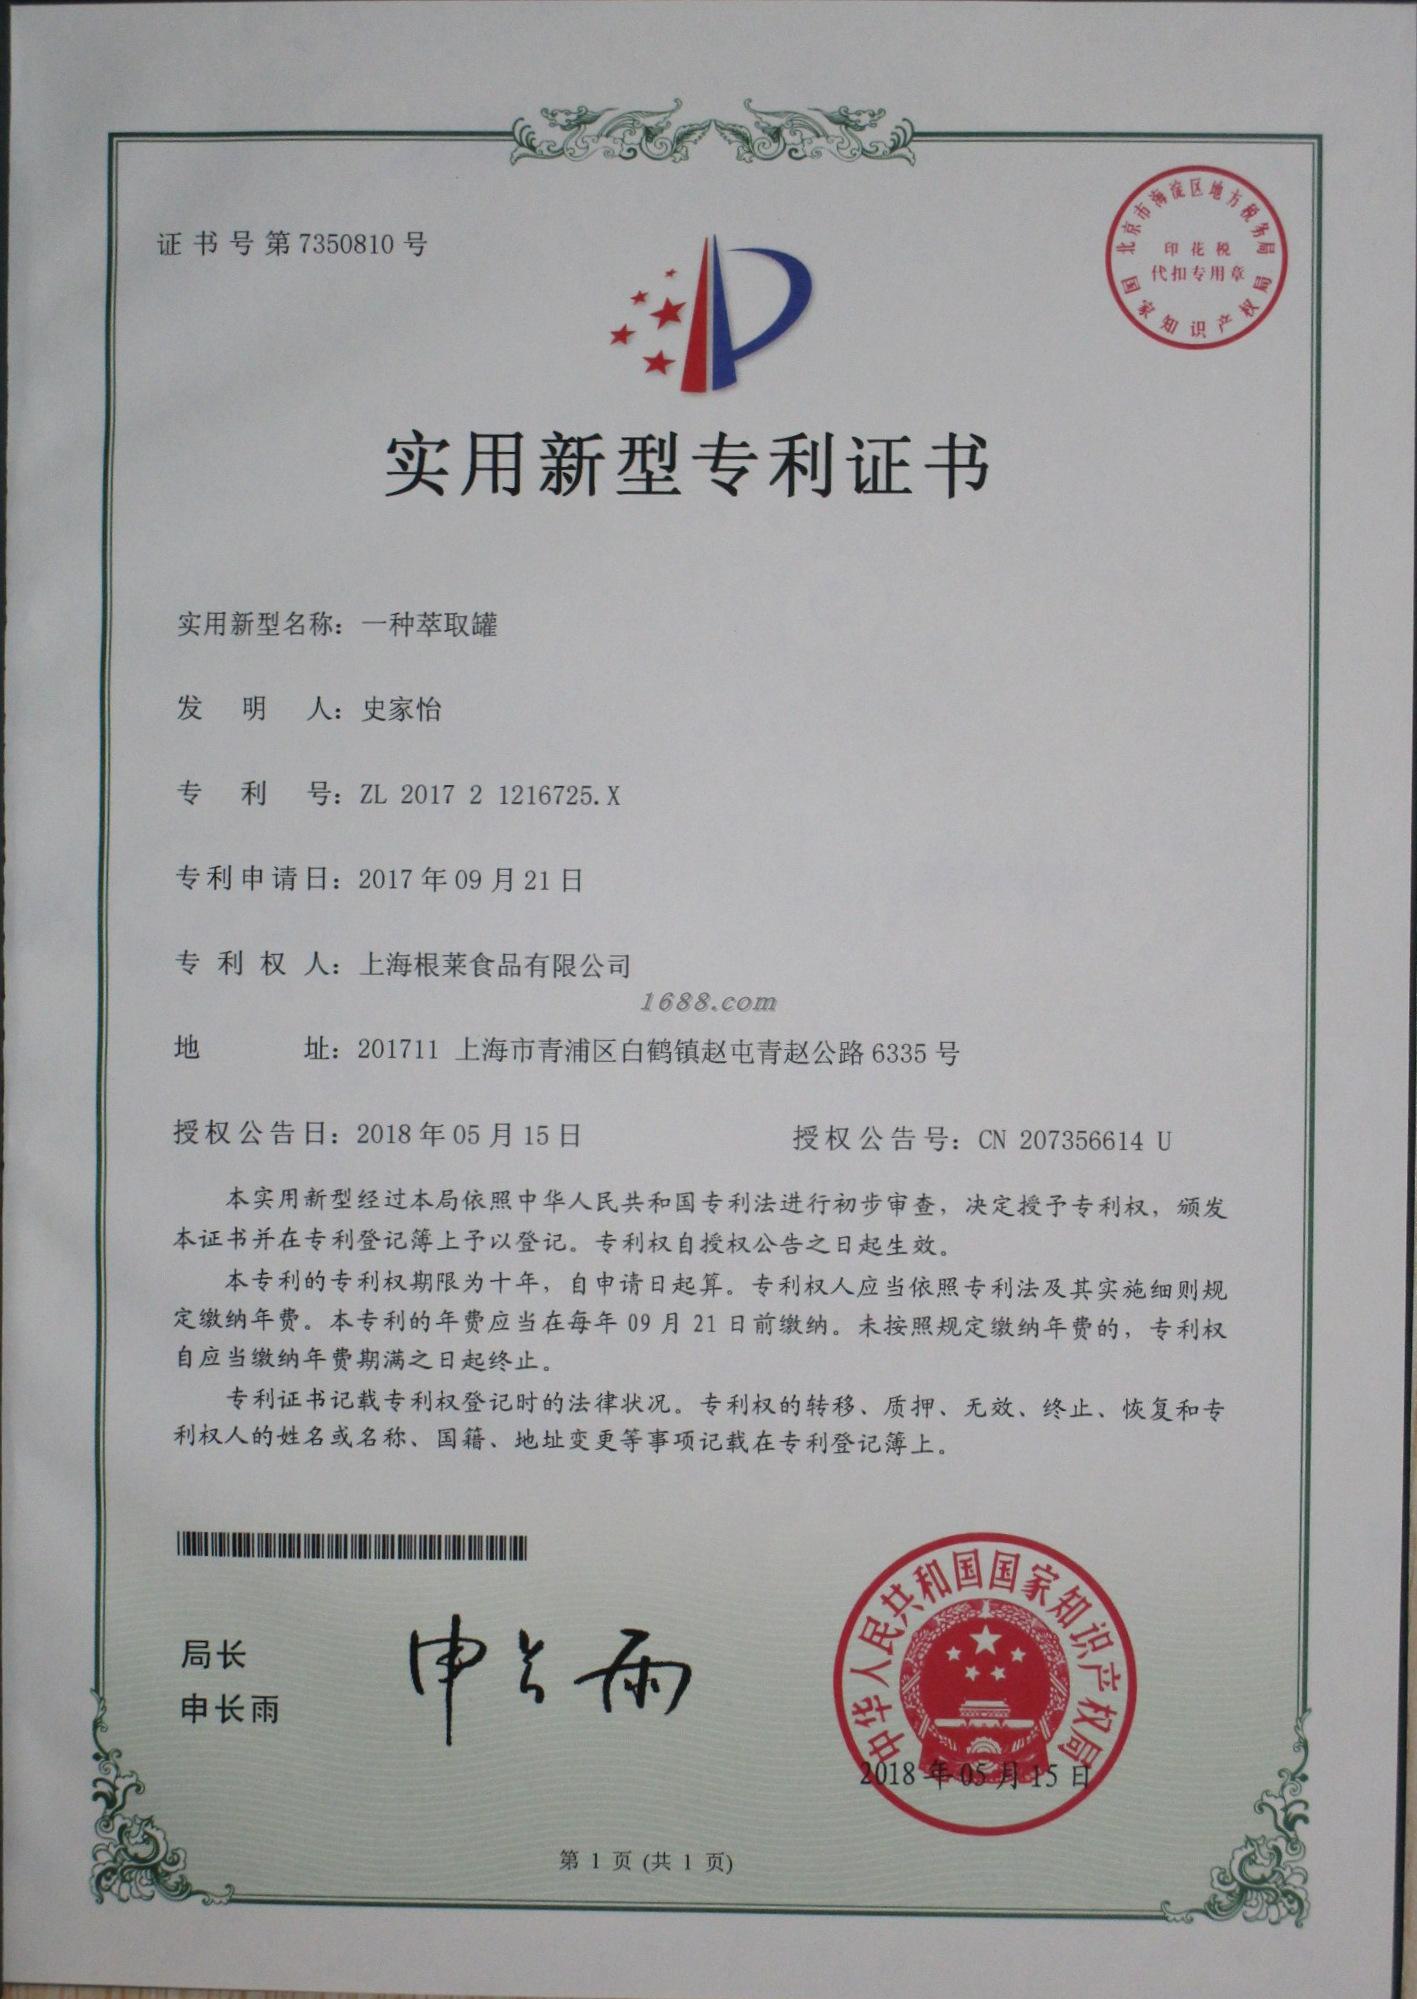 证书号第7350810号
北京市海淀区地方税务局
印花税
代扣专用章
国家知识产权局
实用新型专利证书
实用新型名称：一种萃取罐
发明人：史家怡
专利号：ZL 2017 2 1216725.X
专利申请日：2017年09月21日
专利权人：上海根莱食品有限公司
1688.com
地址：201711 上海市青浦区白鹤镇赵屯青赵公路6335号
授权公告日：2018年05月15日 授权公告号：CN 207356614 U
本实用新型经过本局依照中华人民共和国专利法进行初步审查，决定授予专利权，颁发
本证书并在专利登记簿上予以登记。专利权自授权公告之日起生效。
本专利的专利权期限为十年，自申请日起算。专利权人应当依照专利法及其实施细则规
定缴纳年费。本专利的年费应当在每年09月21日前缴纳。未按照规定缴纳年费的，专利权
自应当缴纳年费期满之日起终止。
专利证书记载专利权登记时的法律状况。专利权的转移、质押、无效、终止、恢复和专
利权人的姓名或名称、国籍、地址变更等事项记载在专利登记簿上。
局长
申长雨
申长雨
中华人民共和国国家知识产权局
2018年05月15日
第1页(共1页)